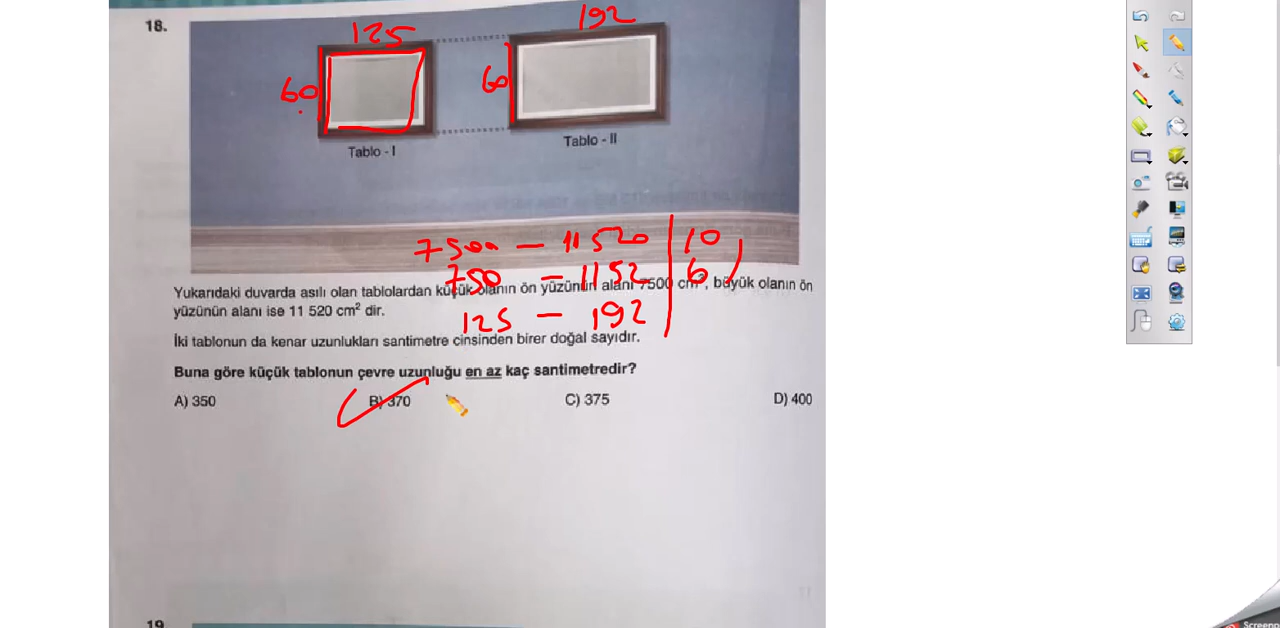 18.
125
192
60
60
Tablo - I
Tablo - II
7500 - 11520 | 10
750 - 1152 | 6
125 - 192
Yukarıdaki duvarda asılı olan tablolardan küçük olanın ön yüzünün alanı 7500 cm², büyük olanın ön
yüzünün alanı ise 11 520 cm² dir.
İki tablonun da kenar uzunlukları santimetre cinsinden birer doğal sayıdır.
Buna göre küçük tablonun çevre uzunluğu en az kaç santimetredir?
A) 350
B) 370
C) 375
D) 400
19